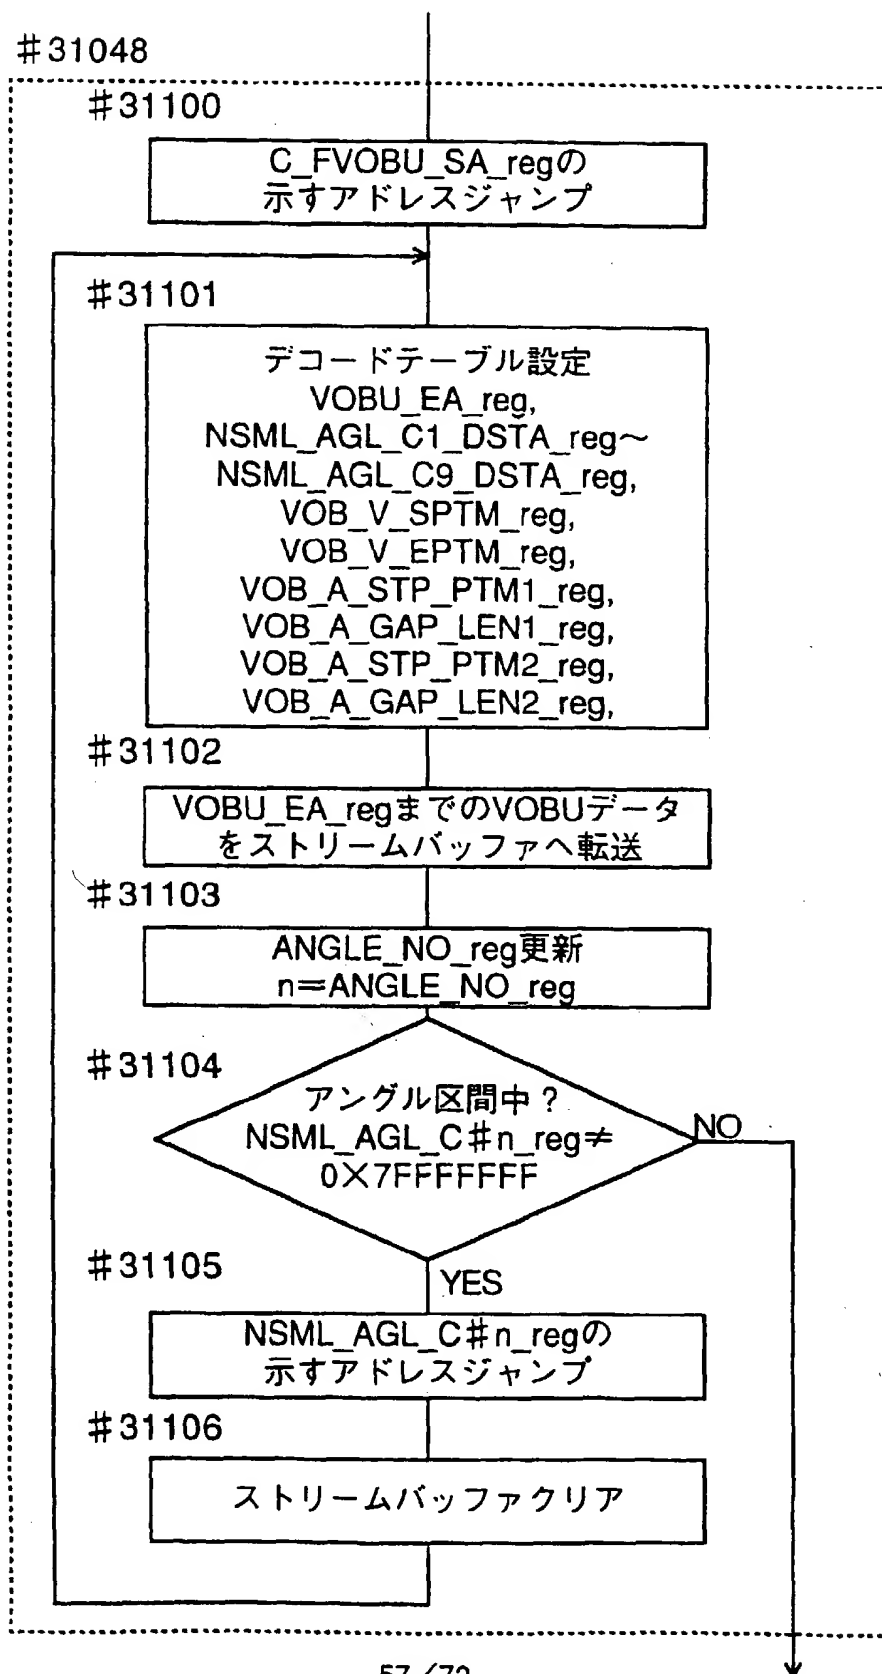 #31048
#31100
C_FVOBU_SA_regの
示すアドレスジャンプ
#31101
デコードテーブル設定
VOBU_EA_reg,
NSML_AGL_C1_DSTA_reg～
NSML_AGL_C9_DSTA_reg,
VOB_V_SPTM_reg,
VOB_V_EPTM_reg,
VOB_A_STP_PTM1_reg,
VOB_A_GAP_LEN1_reg,
VOB_A_STP_PTM2_reg,
VOB_A_GAP_LEN2_reg,
#31102
VOBU_EA_regまでのVOBUデータ
をストリームバッファへ転送
#31103
ANGLE_NO_reg更新
n＝ANGLE_NO_reg
#31104
アングル区間中？
NSML_AGL_C#n_reg≠
0×7FFFFFFF
NO
#31105
YES
NSML_AGL_C#n_regの
示すアドレスジャンプ
#31106
ストリームバッファクリア